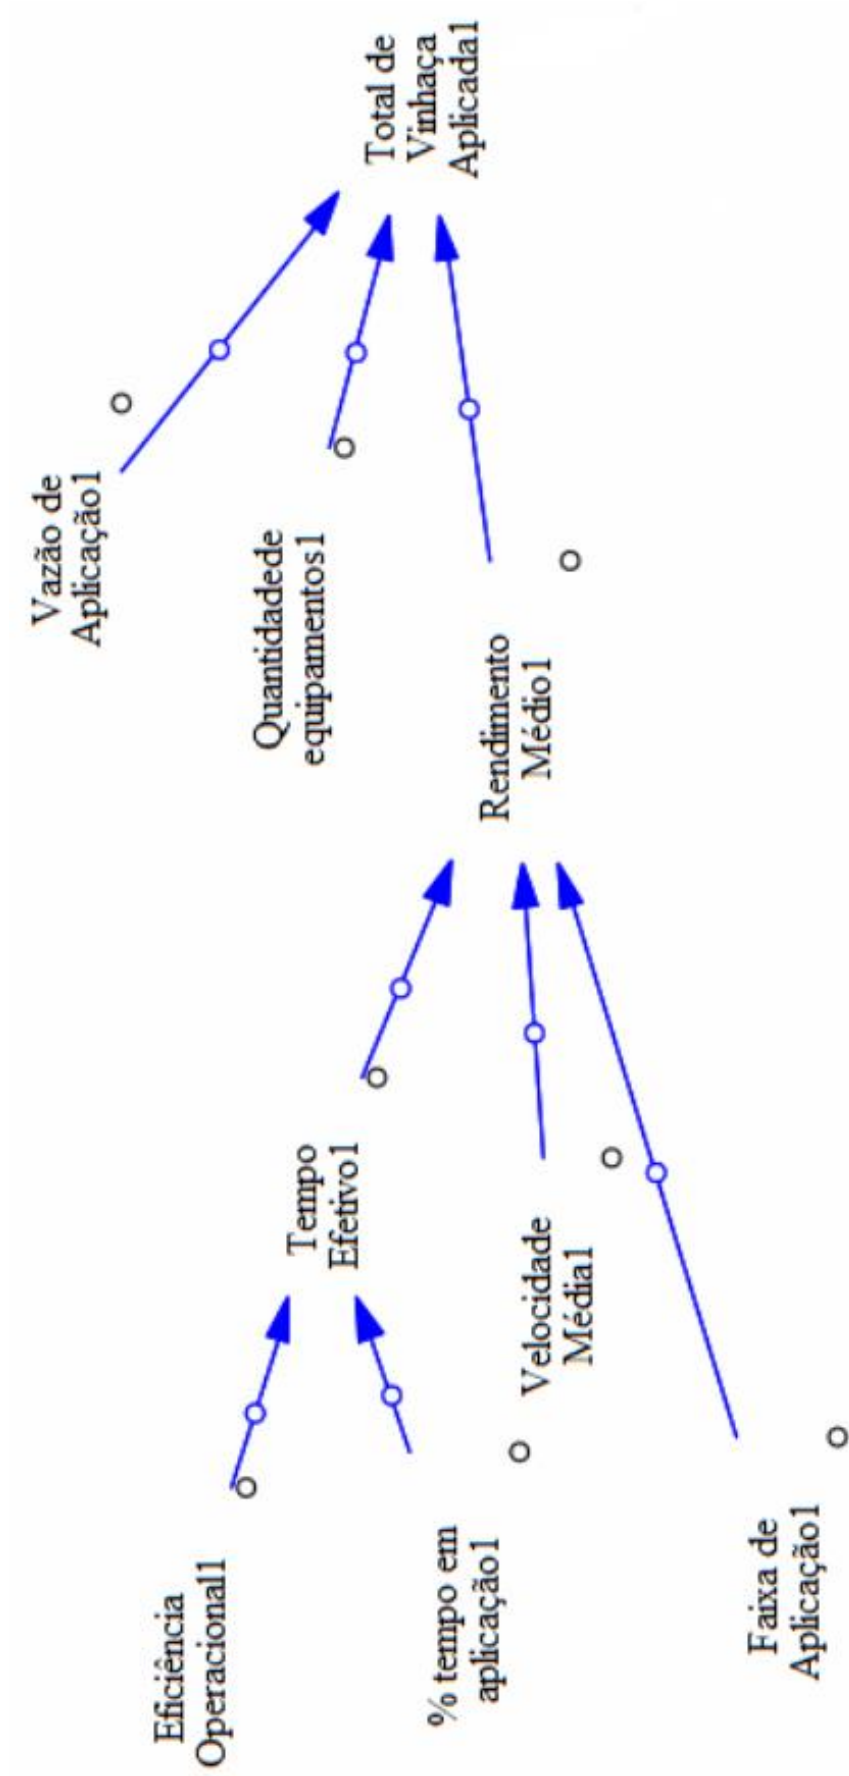 Eficiência
Operacional1
% tempo em
aplicação1
Faixa de
Aplicação1
Tempo
Efetivo1
Velocidade
Média1
Vazão de
Aplicação1
Quantidadede
equipamentos1
Rendimento
Médio1
Total de
Vinhaça
Aplicada1